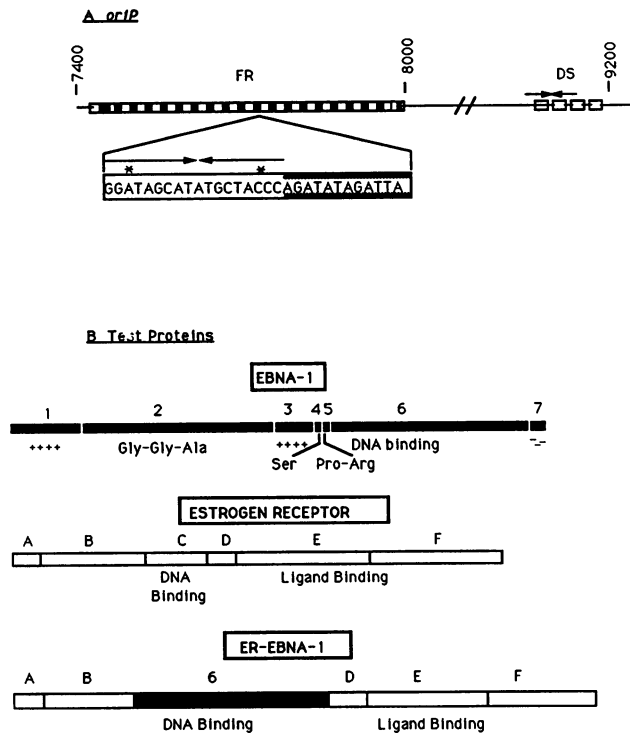 A oriP
-7400
FR
-8000
DS
-9200
* *
GGATAGCATATGCTACCCAGATATAGATTA
B Test Proteins
EBNA-1
1 2 3 4 5 6 7
++++ Gly-Gly-Ala ++++ DNA binding ---
Ser Pro-Arg
ESTROGEN RECEPTOR
A B C D E F
DNA Ligand Binding
Binding
ER-EBNA-1
A B 6 D E F
DNA Binding Ligand Binding